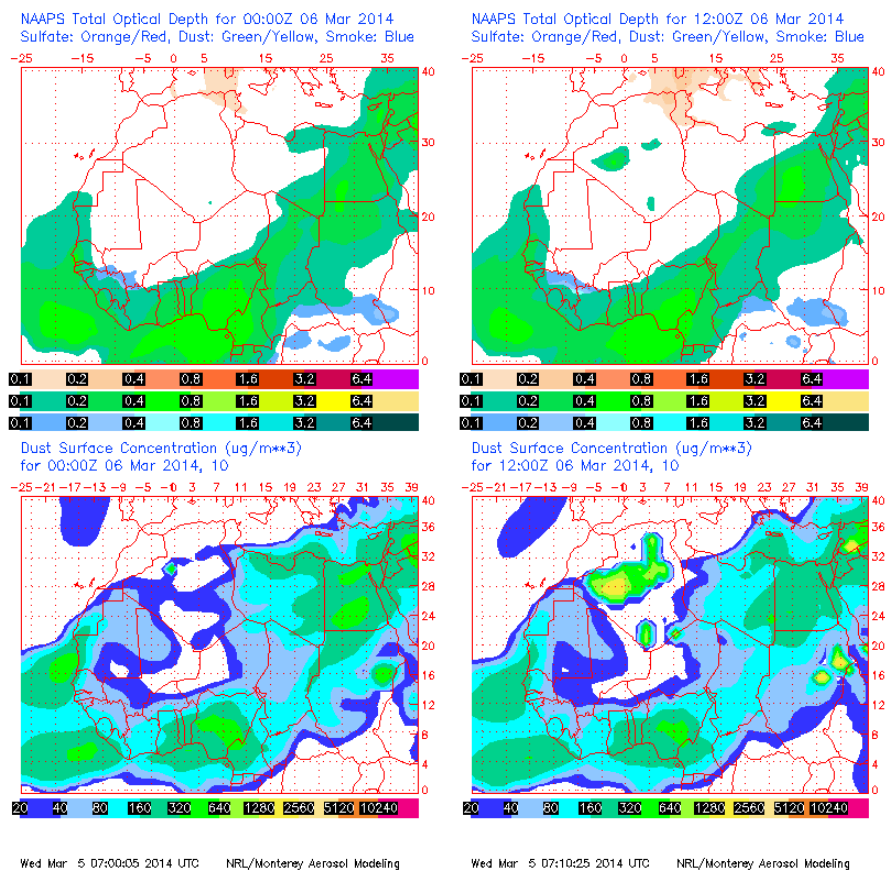 NAAPS Total Optical Depth for 00:00Z 06 Mar 2014
Sulfate: Orange/Red, Dust: Green/Yellow, Smoke: Blue
-25 -15 -5 5 15 25 35
40
30
20
10
0
0.1 0.2 0.4 0.8 1.6 3.2 6.4
0.1 0.2 0.4 0.8 1.6 3.2 6.4
0.1 0.2 0.4 0.8 1.6 3.2 6.4
NAAPS Total Optical Depth for 12:00Z 06 Mar 2014
Sulfate: Orange/Red, Dust: Green/Yellow, Smoke: Blue
-25 -15 -5 5 15 25 35
40
30
20
10
0
0.1 0.2 0.4 0.8 1.6 3.2 6.4
0.1 0.2 0.4 0.8 1.6 3.2 6.4
0.1 0.2 0.4 0.8 1.6 3.2 6.4
Dust Surface Concentration (ug/m**3)
for 00:00Z 06 Mar 2014, 10
-25 -21 -17 -13 -9 -5 -1 0 3 7 11 15 19 23 27 31 35 39
40
36
32
28
24
20
16
12
8
4
0
20 40 80 160 320 640 1280 2560 5120 10240
Wed Mar 5 07:00:05 2014 UTC NRL/Monterey Aerosol Modeling
Dust Surface Concentration (ug/m**3)
for 12:00Z 06 Mar 2014, 10
-25 -21 -17 -13 -9 -5 -1 0 3 7 11 15 19 23 27 31 35 39
40
36
32
28
24
20
16
12
8
4
0
20 40 80 160 320 640 1280 2560 5120 10240
Wed Mar 5 07:10:25 2014 UTC NRL/Monterey Aerosol Modeling